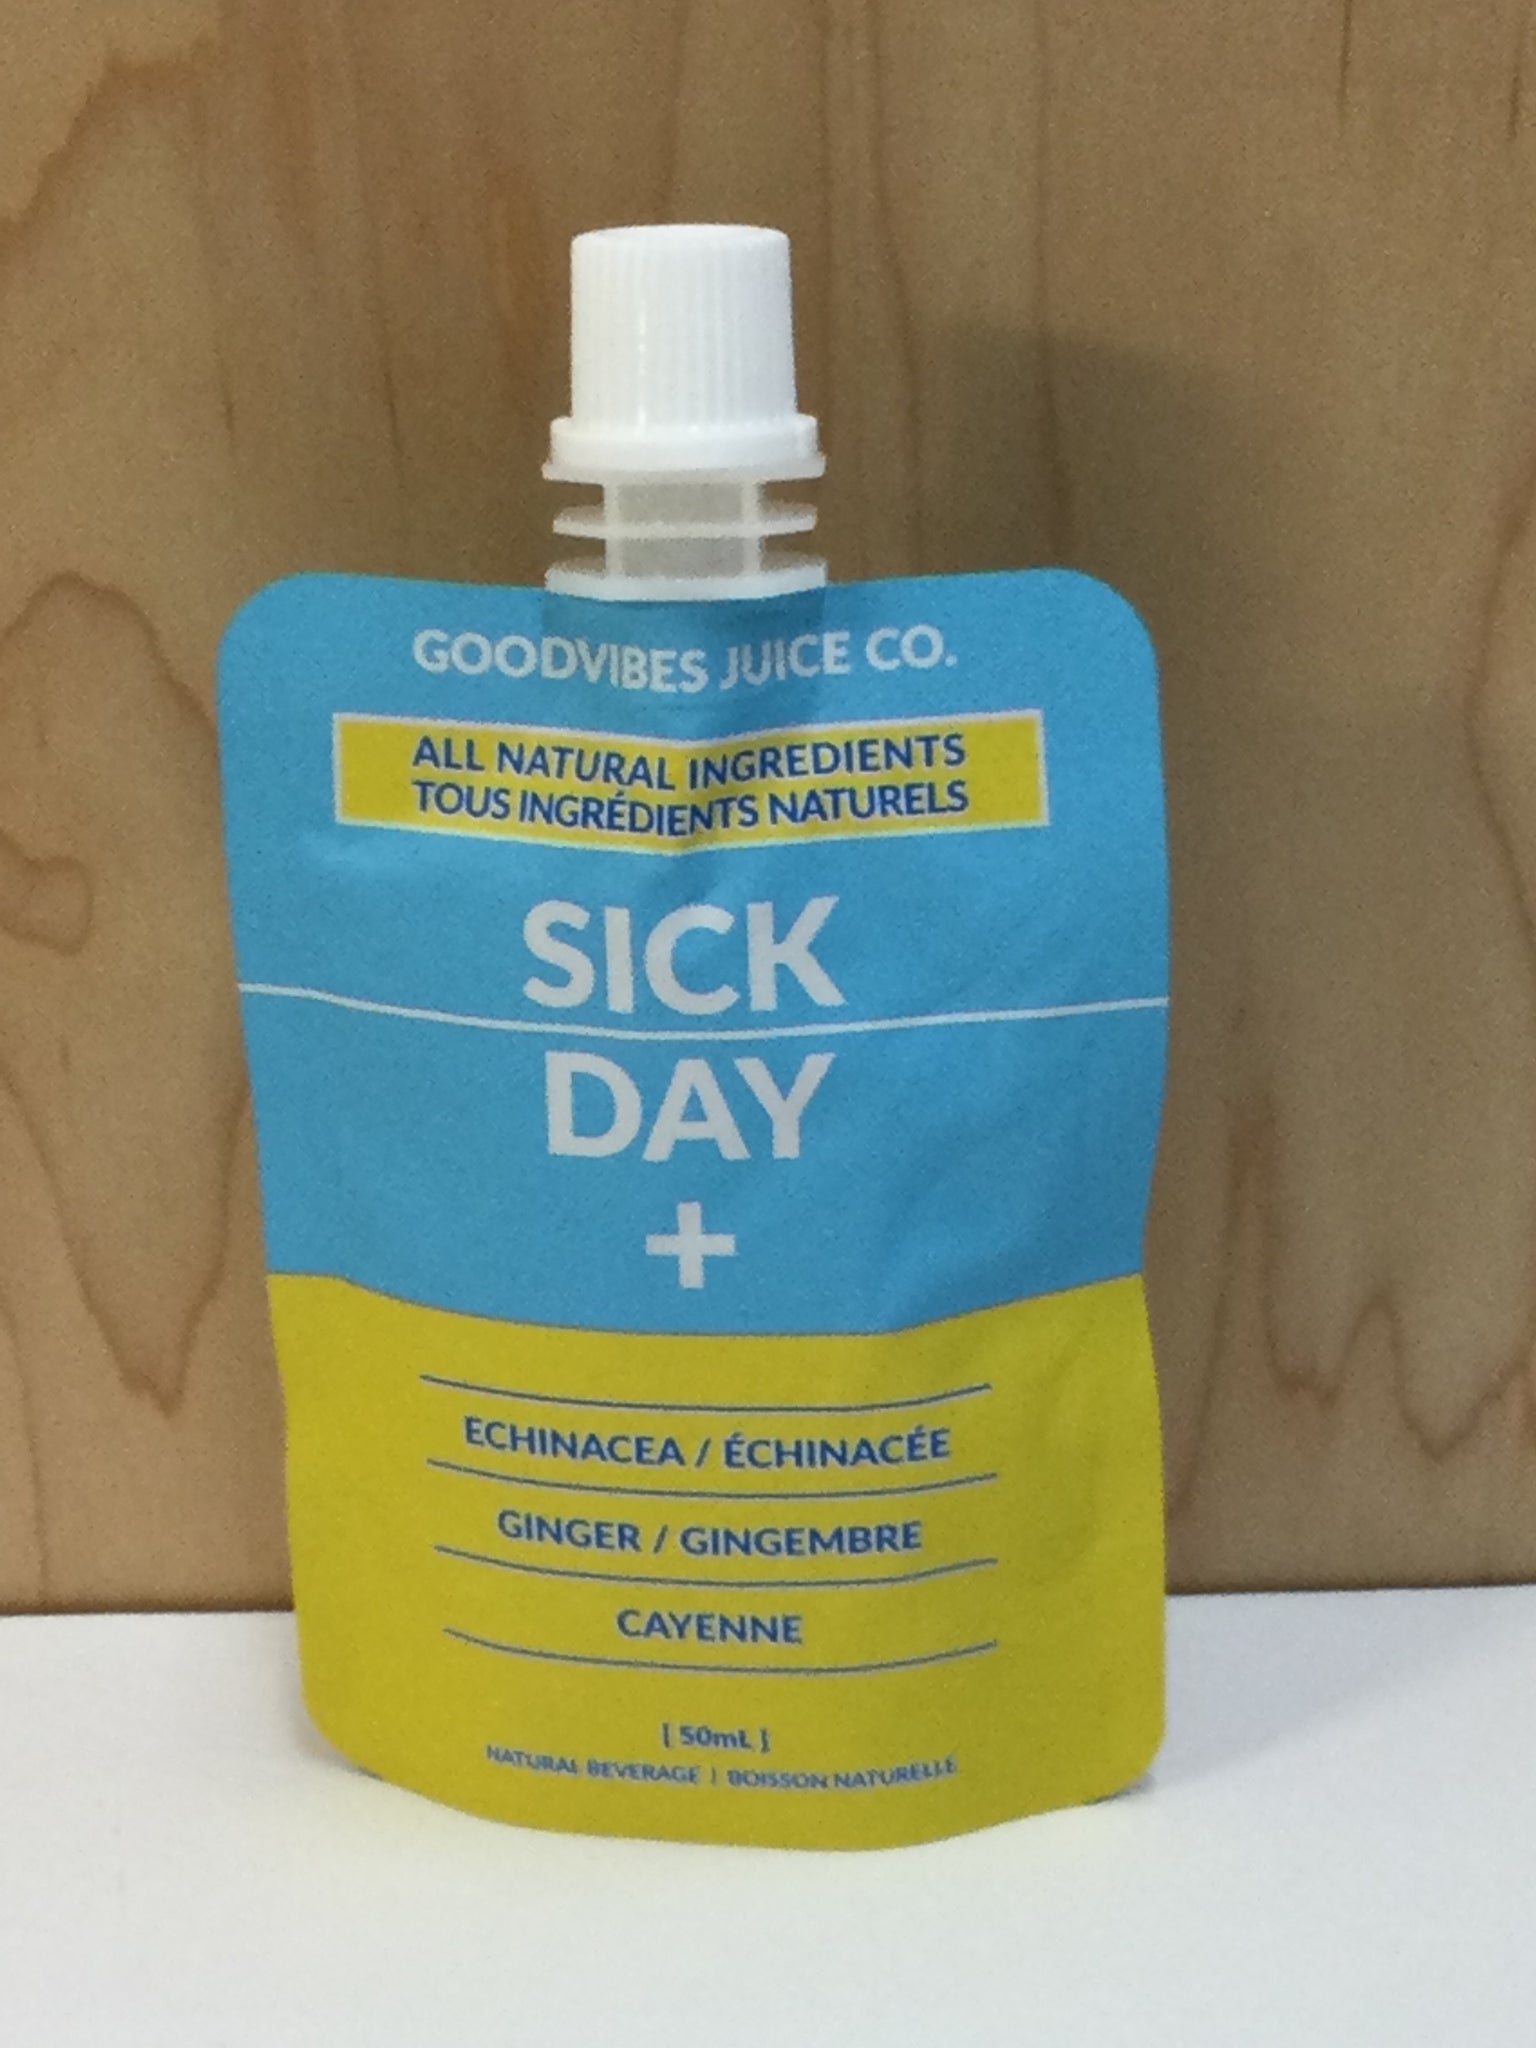 GOODVIBES JUICE CO.
ALL NATURAL INGREDIENTS
TOUS INGRÉDIENTS NATURELS
SICK
DAY
+
ECHINACEA / ÉCHINACÉE
GINGER / GINGEMBRE
CAYENNE
[ 50mL ]
NATURAL BEVERAGE | BOISSON NATURELLE